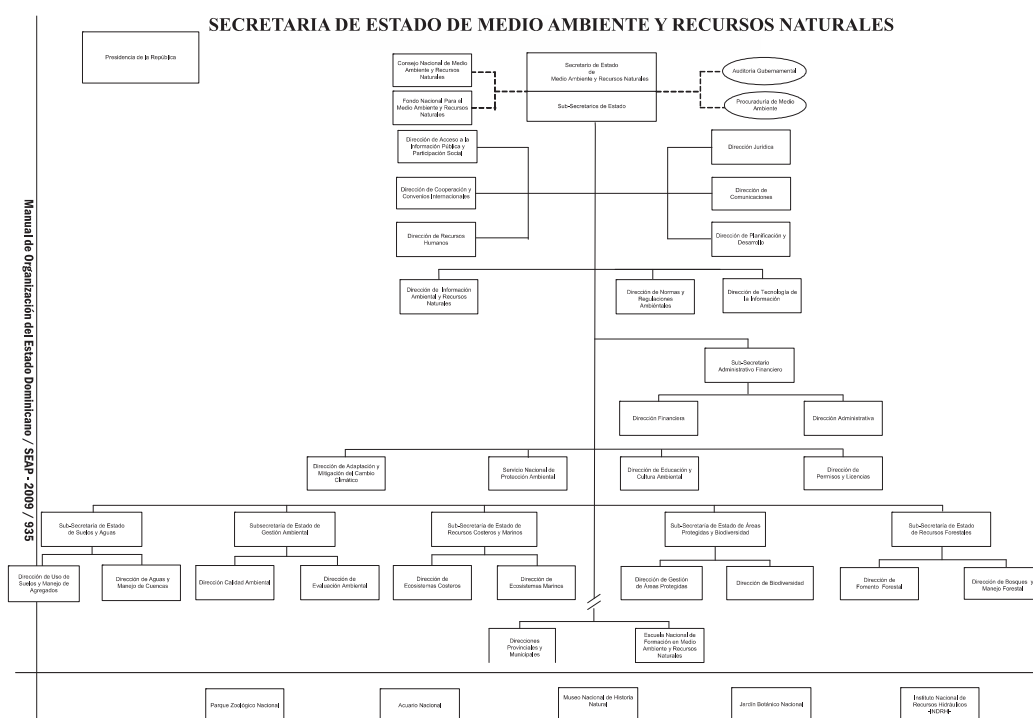 SECRETARIA DE ESTADO DE MEDIO AMBIENTE Y RECURSOS NATURALES
Presidencia de la República
Consejo Nacional de Medio
Ambiente y Recursos
Naturales
Secretario de Estado
de
Medio Ambiente y Recursos Naturales
Auditoría Gubernamental
Fondo Nacional Para el
Medio Ambiente y Recursos
Naturales
Sub-Secretarios de Estado
Procuraduría de Medio
Ambiente
Dirección de Acceso a la
Información Pública y
Participación Social
Dirección Jurídica
Dirección de Cooperación y
Convenios Internacionales
Dirección de
Comunicaciones
Dirección de Recursos
Humanos
Dirección de Planificación y
Desarrollo
Dirección de Información
Ambiental y Recursos
Naturales
Dirección de Normas y
Regulaciones
Ambientales
Dirección de Tecnología de
la Información
Sub-Secretario
Administrativo Financiero
Dirección Financiera
Dirección Administrativa
Dirección de Adaptación y
Mitigación del Cambio
Climático
Servicio Nacional de
Protección Ambiental
Dirección de Educación y
Cultura Ambiental
Dirección de
Permisos y Licencias
Sub-Secretaría de Estado
de Suelos y Aguas
Subsecretaría de Estado de
Gestión Ambiental
Sub-Secretaría de Estado de
Recursos Costeros y Marinos
Sub-Secretaría de Estado de Áreas
Protegidas y Biodiversidad
Sub-Secretaría de Estado
de Recursos Forestales
Dirección de Uso de
Suelos y Manejo de
Agregados
Dirección de Aguas y
Manejo de Cuencas
Dirección Calidad Ambiental
Dirección de
Evaluación Ambiental
Dirección de
Ecosistemas Costeros
Dirección de
Ecosistemas Marinos
Dirección de Gestión
de Áreas Protegidas
Dirección de Biodiversidad
Dirección de
Fomento Forestal
Dirección de Bosques y
Manejo Forestal
Direcciones
Provinciales y
Municipales
Escuela Nacional de
Formación en Medio
Ambiente y Recursos
Naturales
Parque Zoológico Nacional
Acuario Nacional
Museo Nacional de Historia
Natural
Jardín Botánico Nacional
Instituto Nacional de
Recursos Hidráulicos
-INDRHI-
Manual de Organización del Estado Dominicano / SEAP - 2009 / 935